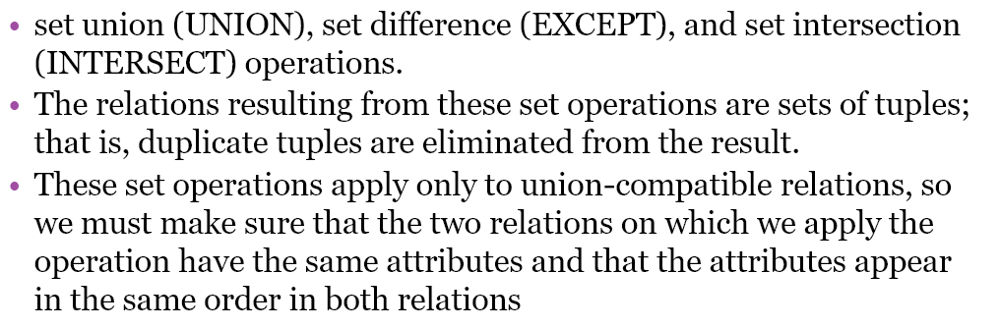 • set union (UNION), set difference (EXCEPT), and set intersection
(INTERSECT) operations.
• The relations resulting from these set operations are sets of tuples;
that is, duplicate tuples are eliminated from the result.
• These set operations apply only to union-compatible relations, so
we must make sure that the two relations on which we apply the
operation have the same attributes and that the attributes appear
in the same order in both relations